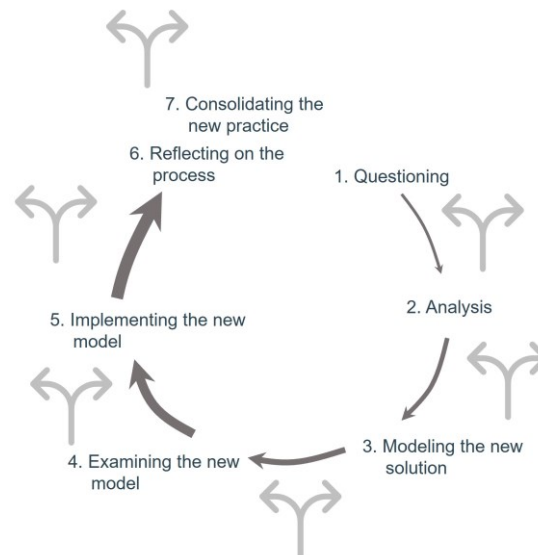 1. Questioning
2. Analysis
3. Modeling the new
solution
4. Examining the new
model
5. Implementing the new
model
6. Reflecting on the
process
7. Consolidating the
new practice